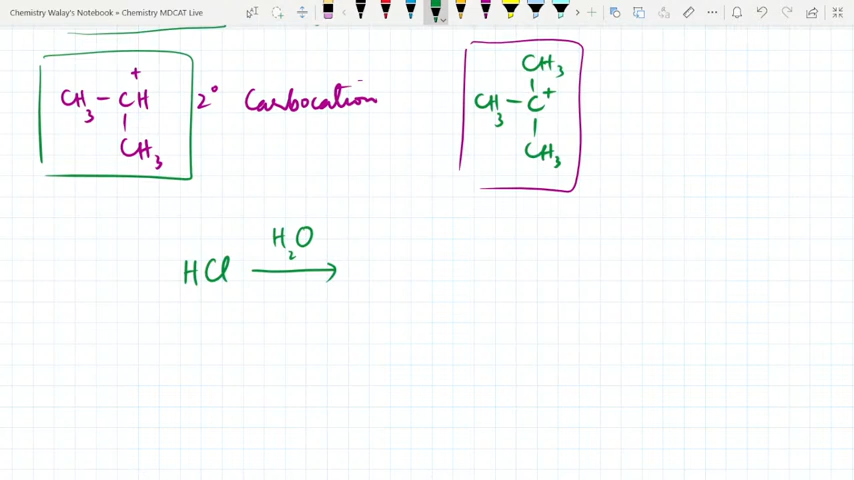 Chemistry Walay's Notebook » Chemistry MDCAT Live
+
CH3 – CH 2° Carbocation
CH3
CH3
CH3 – C+
CH3
H2O
HCl ⟶